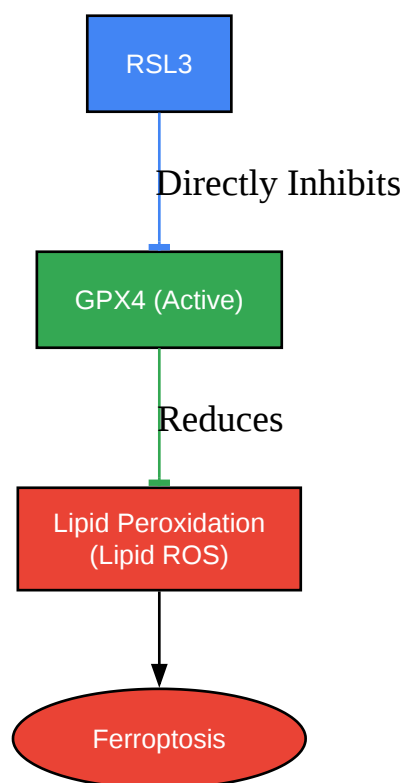 RSL3
Directly Inhibits
GPX4 (Active)
Reduces
Lipid Peroxidation
(Lipid ROS)
Ferroptosis